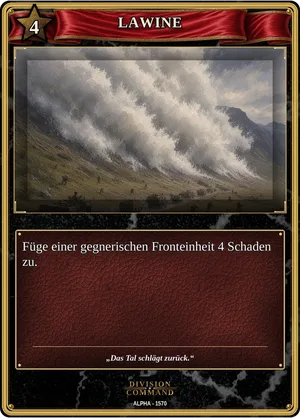 4
LAWINE
Füge einer gegnerischen Fronteinheit 4 Schaden
zu.
„Das Tal schlägt zurück.“
DIVISION
COMMAND
ALPHA - 1570